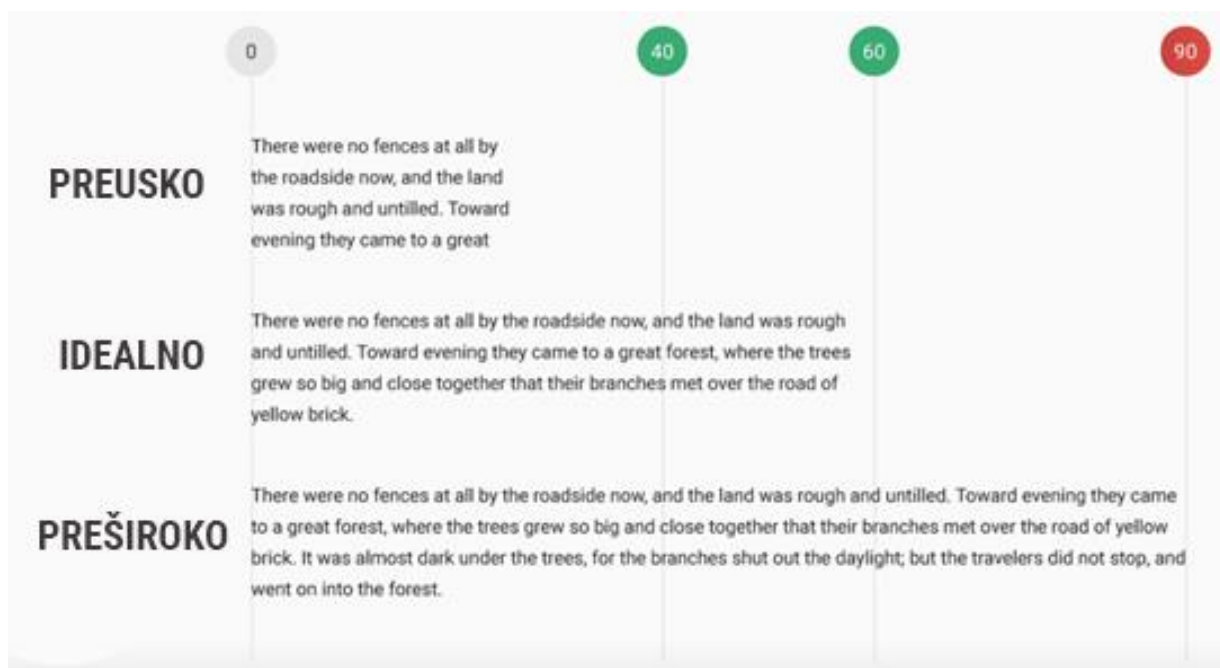 0
40
60
90
PREUSKO
There were no fences at all by
the roadside now, and the land
was rough and untilled. Toward
evening they came to a great
IDEALNO
There were no fences at all by the roadside now, and the land was rough
and untilled. Toward evening they came to a great forest, where the trees
grew so big and close together that their branches met over the road of
yellow brick.
PREŠIROKO
There were no fences at all by the roadside now, and the land was rough and untilled. Toward evening they came
to a great forest, where the trees grew so big and close together that their branches met over the road of yellow
brick. It was almost dark under the trees, for the branches shut out the daylight; but the travelers did not stop, and
went on into the forest.